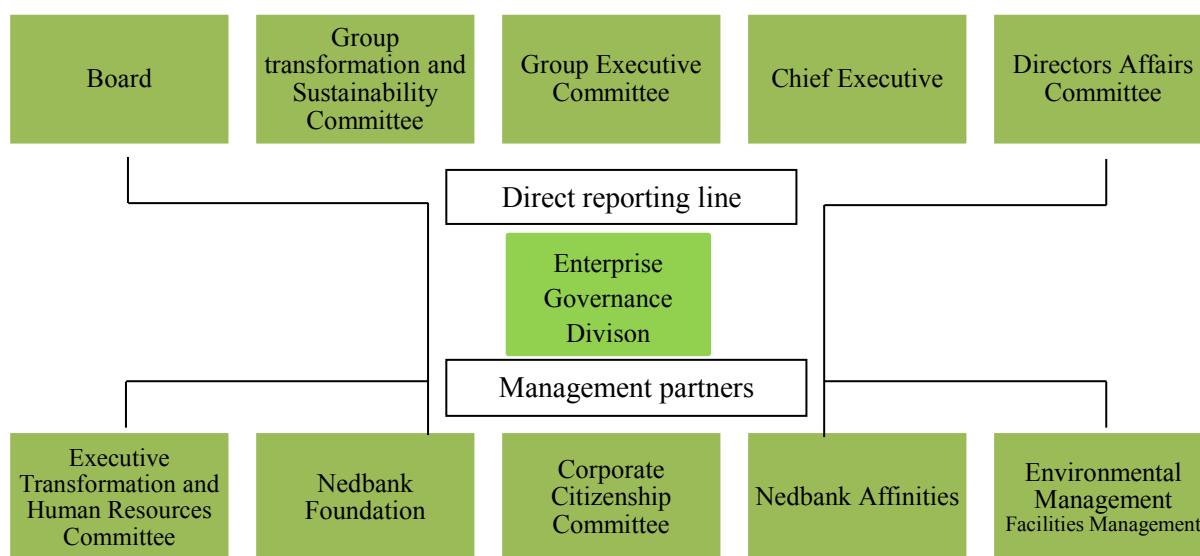 Board
Group
transformation and
Sustainability
Committee
Group Executive
Committee
Chief Executive
Directors Affairs
Committee
Direct reporting line
Enterprise
Governance
Divison
Management partners
Executive
Transformation and
Human Resources
Committee
Nedbank
Foundation
Corporate
Citizenship
Committee
Nedbank Affinities
Environmental
Management
Facilities Management